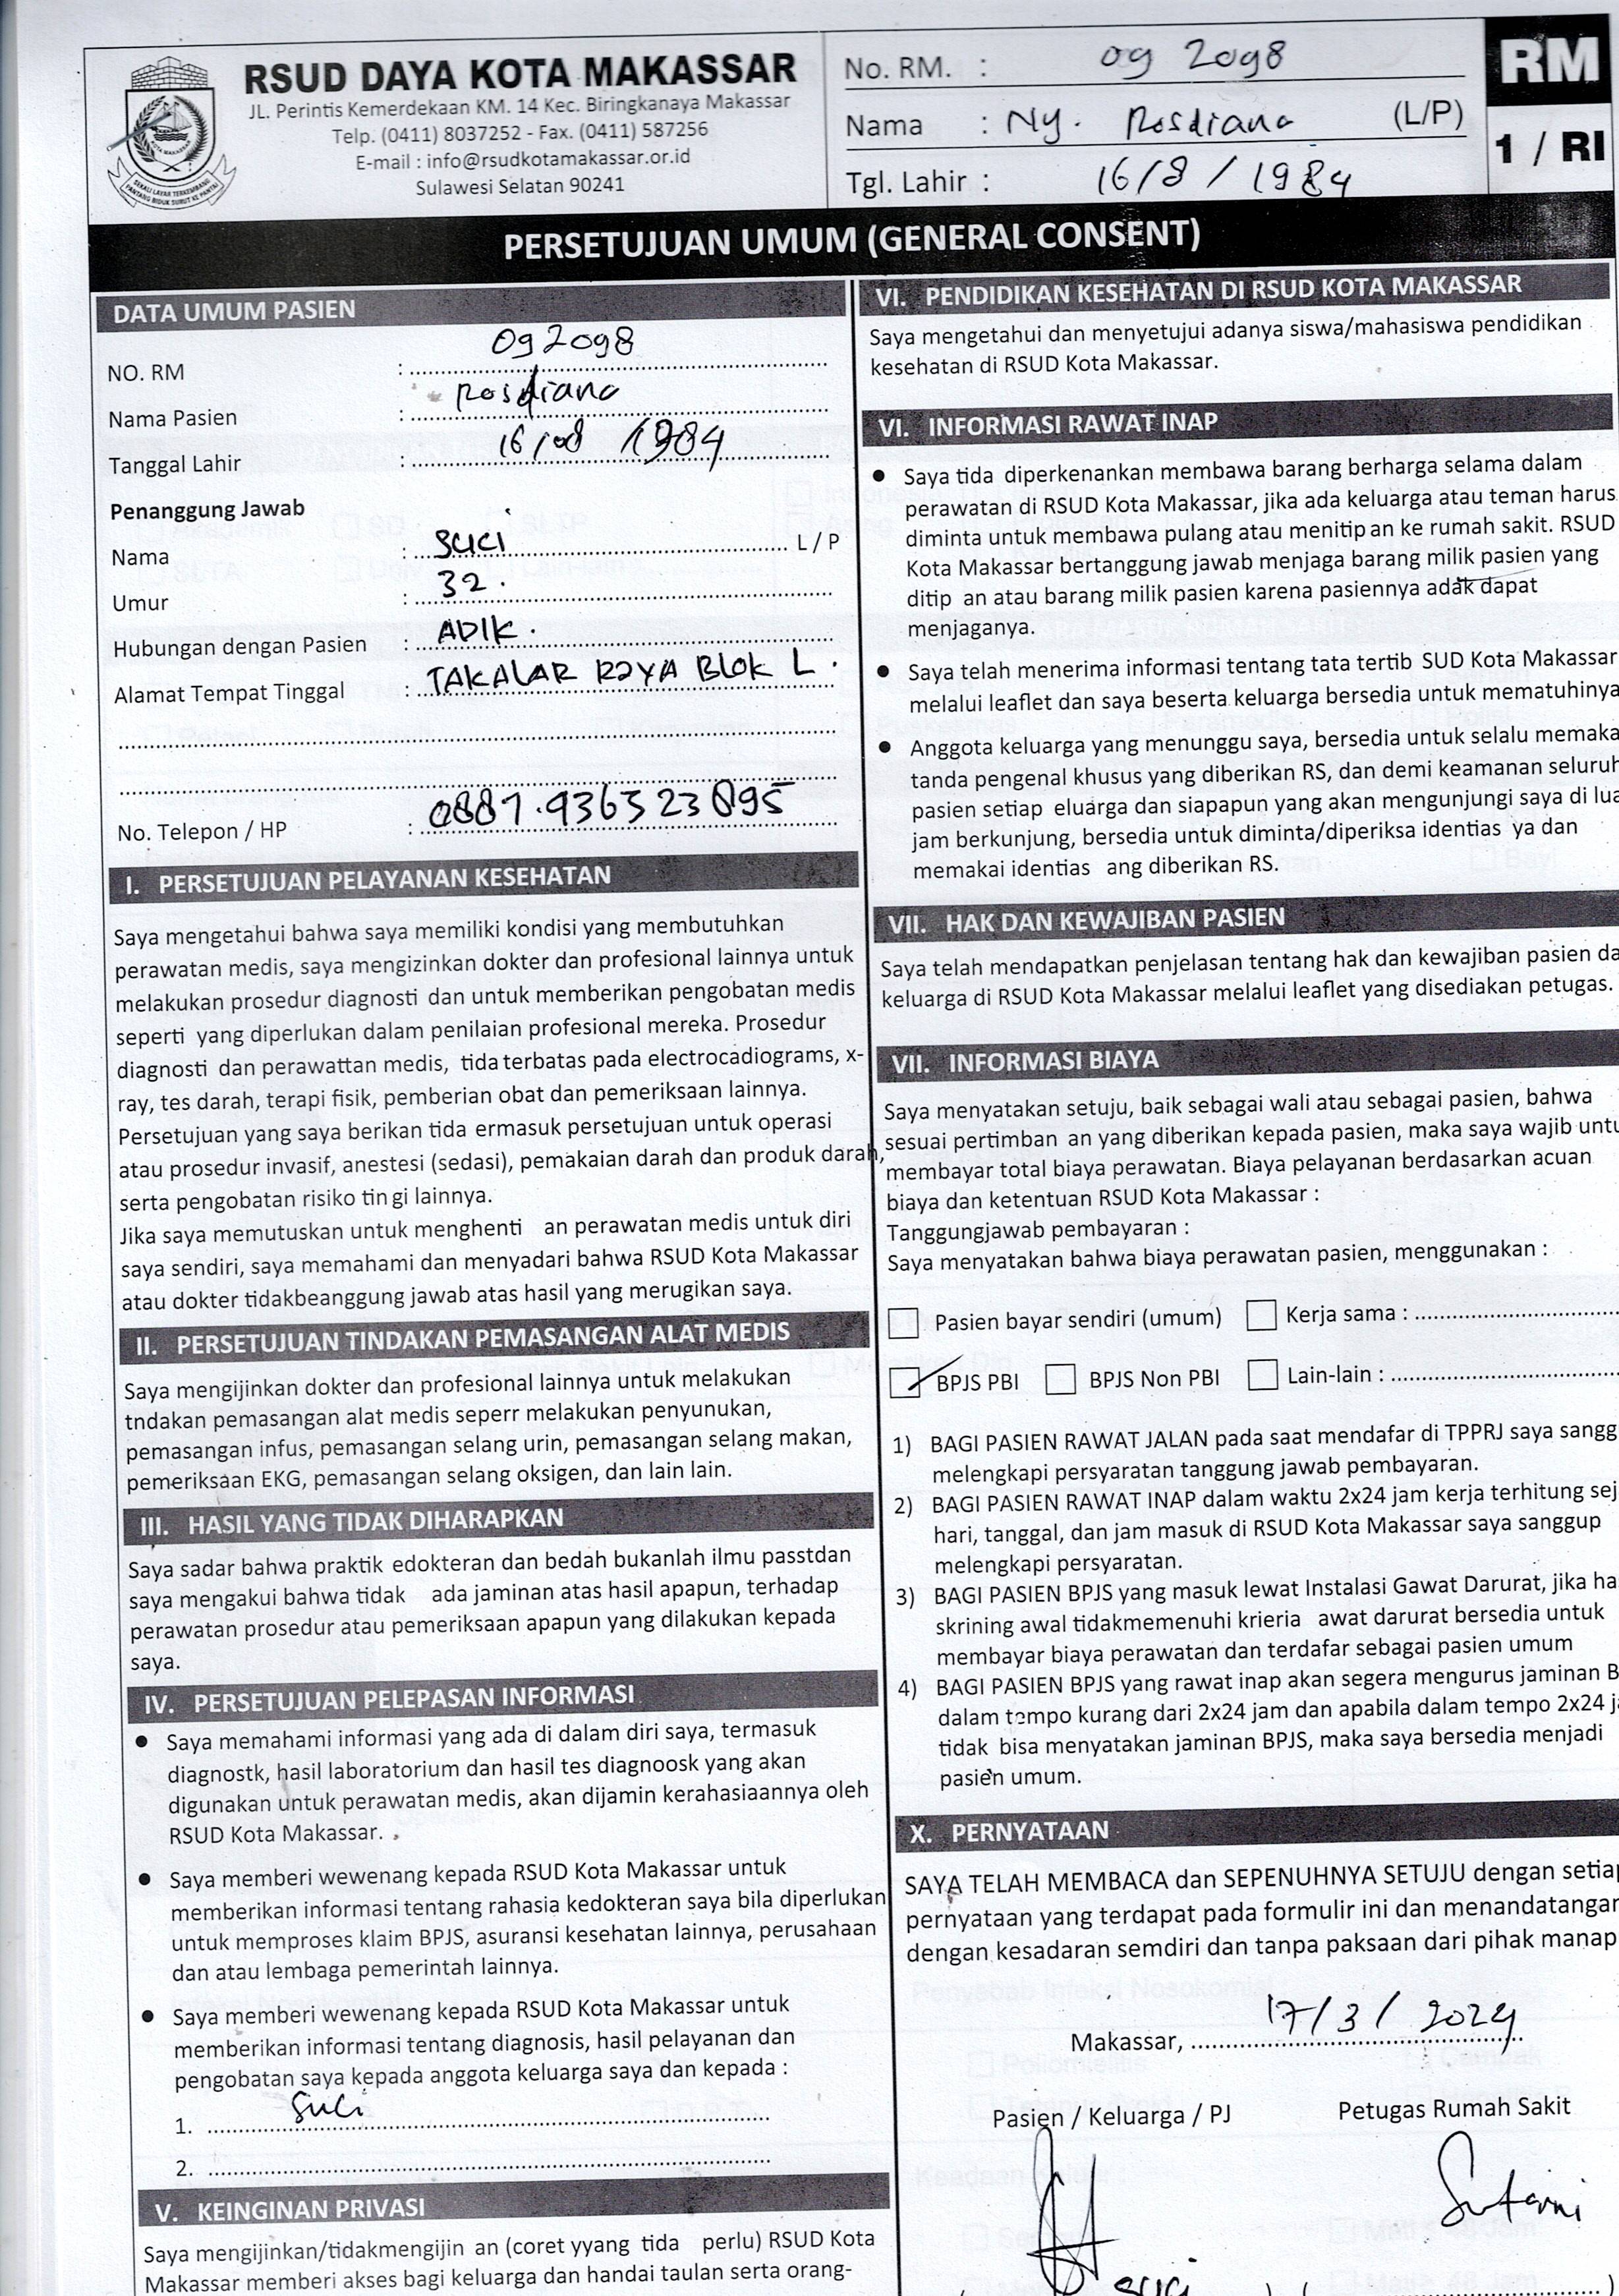 RSUD DAYA KOTA MAKASSAR
JL. Perintis Kemerdekaan KM. 14 Kec. Biringkanaya Makassar
Telp. (0411) 8037252 - Fax. (0411) 587256
E-mail : info@rsudkotamakassar.or.id
Sulawesi Selatan 90241
No. RM. : 092098
Nama : Ny. Rosdiana (L/P)
Tgl. Lahir : 16/8/1984
RM
1 / RI
PERSETUJUAN UMUM (GENERAL CONSENT)
DATA UMUM PASIEN
NO. RM : 092098
Nama Pasien : Rosdiana
Tanggal Lahir : 16/08/1984
Penanggung Jawab
Nama : SUCI L / P
Umur : 32.
Hubungan dengan Pasien : ADIK.
Alamat Tempat Tinggal : TAKALAR RAYA BLOK L.
No. Telepon / HP : 0887.936323895
I. PERSETUJUAN PELAYANAN KESEHATAN
Saya mengetahui bahwa saya memiliki kondisi yang membutuhkan
perawatan medis, saya mengizinkan dokter dan profesional lainnya untuk
melakukan prosedur diagnosti dan untuk memberikan pengobatan medis
seperti yang diperlukan dalam penilaian profesional mereka. Prosedur
diagnosti dan perawattan medis, tida terbatas pada electrocadiograms, x-
ray, tes darah, terapi fisik, pemberian obat dan pemeriksaan lainnya.
Persetujuan yang saya berikan tida ermasuk persetujuan untuk operasi
atau prosedur invasif, anestesi (sedasi), pemakaian darah dan produk darah,
serta pengobatan risiko tin gi lainnya.
Jika saya memutuskan untuk menghenti an perawatan medis untuk diri
saya sendiri, saya memahami dan menyadari bahwa RSUD Kota Makassar
atau dokter tidakbeanggung jawab atas hasil yang merugikan saya.
II. PERSETUJUAN TINDAKAN PEMASANGAN ALAT MEDIS
Saya mengijinkan dokter dan profesional lainnya untuk melakukan
tndakan pemasangan alat medis seperr melakukan penyunukan,
pemasangan infus, pemasangan selang urin, pemasangan selang makan,
pemeriksaan EKG, pemasangan selang oksigen, dan lain lain.
III. HASIL YANG TIDAK DIHARAPKAN
Saya sadar bahwa praktik edokteran dan bedah bukanlah ilmu passtdan
saya mengakui bahwa tidak ada jaminan atas hasil apapun, terhadap
perawatan prosedur atau pemeriksaan apapun yang dilakukan kepada
saya.
IV. PERSETUJUAN PELEPASAN INFORMASI
● Saya memahami informasi yang ada di dalam diri saya, termasuk
diagnostk, hasil laboratorium dan hasil tes diagnoosk yang akan
digunakan untuk perawatan medis, akan dijamin kerahasiaannya oleh
RSUD Kota Makassar.
● Saya memberi wewenang kepada RSUD Kota Makassar untuk
memberikan informasi tentang rahasia kedokteran saya bila diperlukan
untuk memproses klaim BPJS, asuransi kesehatan lainnya, perusahaan
dan atau lembaga pemerintah lainnya.
● Saya memberi wewenang kepada RSUD Kota Makassar untuk
memberikan informasi tentang diagnosis, hasil pelayanan dan
pengobatan saya kepada anggota keluarga saya dan kepada :
1. Suci
2.
V. KEINGINAN PRIVASI
Saya mengijinkan/tidakmengijin an (coret yyang tida perlu) RSUD Kota
Makassar memberi akses bagi keluarga dan handai taulan serta orang-
VI. PENDIDIKAN KESEHATAN DI RSUD KOTA MAKASSAR
Saya mengetahui dan menyetujui adanya siswa/mahasiswa pendidikan
kesehatan di RSUD Kota Makassar.
VI. INFORMASI RAWAT INAP
● Saya tida diperkenankan membawa barang berharga selama dalam
perawatan di RSUD Kota Makassar, jika ada keluarga atau teman harus
diminta untuk membawa pulang atau menitip an ke rumah sakit. RSUD
Kota Makassar bertanggung jawab menjaga barang milik pasien yang
ditip an atau barang milik pasien karena pasiennya adak dapat
menjaganya.
● Saya telah menerima informasi tentang tata tertib SUD Kota Makassar
melalui leaflet dan saya beserta keluarga bersedia untuk mematuhinya
● Anggota keluarga yang menunggu saya, bersedia untuk selalu memaka
tanda pengenal khusus yang diberikan RS, dan demi keamanan seluruh
pasien setiap eluarga dan siapapun yang akan mengunjungi saya di lua
jam berkunjung, bersedia untuk diminta/diperiksa identias ya dan
memakai identias ang diberikan RS.
VII. HAK DAN KEWAJIBAN PASIEN
Saya telah mendapatkan penjelasan tentang hak dan kewajiban pasien da
keluarga di RSUD Kota Makassar melalui leaflet yang disediakan petugas.
VII. INFORMASI BIAYA
Saya menyatakan setuju, baik sebagai wali atau sebagai pasien, bahwa
sesuai pertimban an yang diberikan kepada pasien, maka saya wajib untu
membayar total biaya perawatan. Biaya pelayanan berdasarkan acuan
biaya dan ketentuan RSUD Kota Makassar :
Tanggungjawab pembayaran :
Saya menyatakan bahwa biaya perawatan pasien, menggunakan :
Pasien bayar sendiri (umum) Kerja sama :
BPJS PBI BPJS Non PBI Lain-lain :
1) BAGI PASIEN RAWAT JALAN pada saat mendafar di TPPRJ saya sangg
melengkapi persyaratan tanggung jawab pembayaran.
2) BAGI PASIEN RAWAT INAP dalam waktu 2x24 jam kerja terhitung sej
hari, tanggal, dan jam masuk di RSUD Kota Makassar saya sanggup
melengkapi persyaratan.
3) BAGI PASIEN BPJS yang masuk lewat Instalasi Gawat Darurat, jika ha
skrining awal tidakmemenuhi krieria awat darurat bersedia untuk
membayar biaya perawatan dan terdafar sebagai pasien umum
4) BAGI PASIEN BPJS yang rawat inap akan segera mengurus jaminan B
dalam tempo kurang dari 2x24 jam dan apabila dalam tempo 2x24 j
tidak bisa menyatakan jaminan BPJS, maka saya bersedia menjadi
pasien umum.
X. PERNYATAAN
SAYA TELAH MEMBACA dan SEPENUHNYA SETUJU dengan setiap
pernyataan yang terdapat pada formulir ini dan menandatangan
dengan kesadaran semdiri dan tanpa paksaan dari pihak manap
Makassar, 17/3/2024
Pasien / Keluarga / PJ Petugas Rumah Sakit
Sutarni
( suci ) ( )